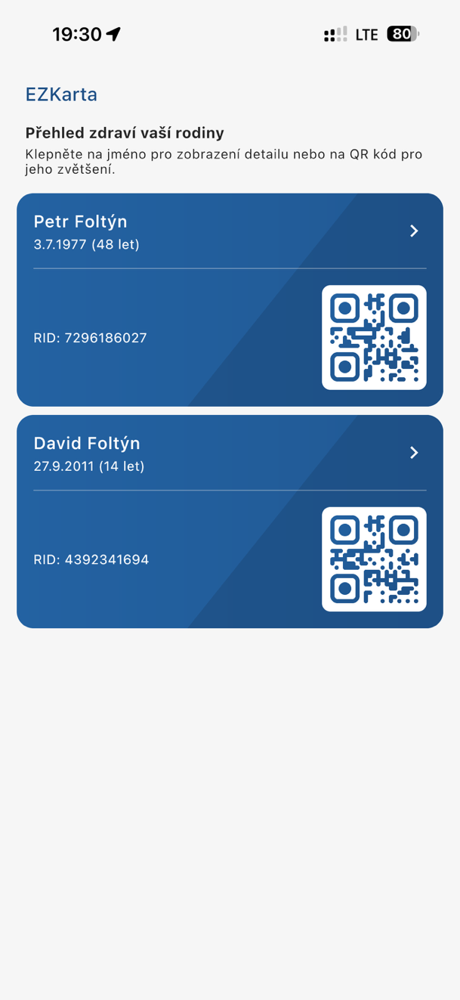 19:30
LTE
80
EZKarta
Přehled zdraví vaší rodiny
Klepněte na jméno pro zobrazení detailu nebo na QR kód pro
jeho zvětšení.
Petr Foltýn
3.7.1977 (48 let)
RID: 7296186027
David Foltýn
27.9.2011 (14 let)
RID: 4392341694